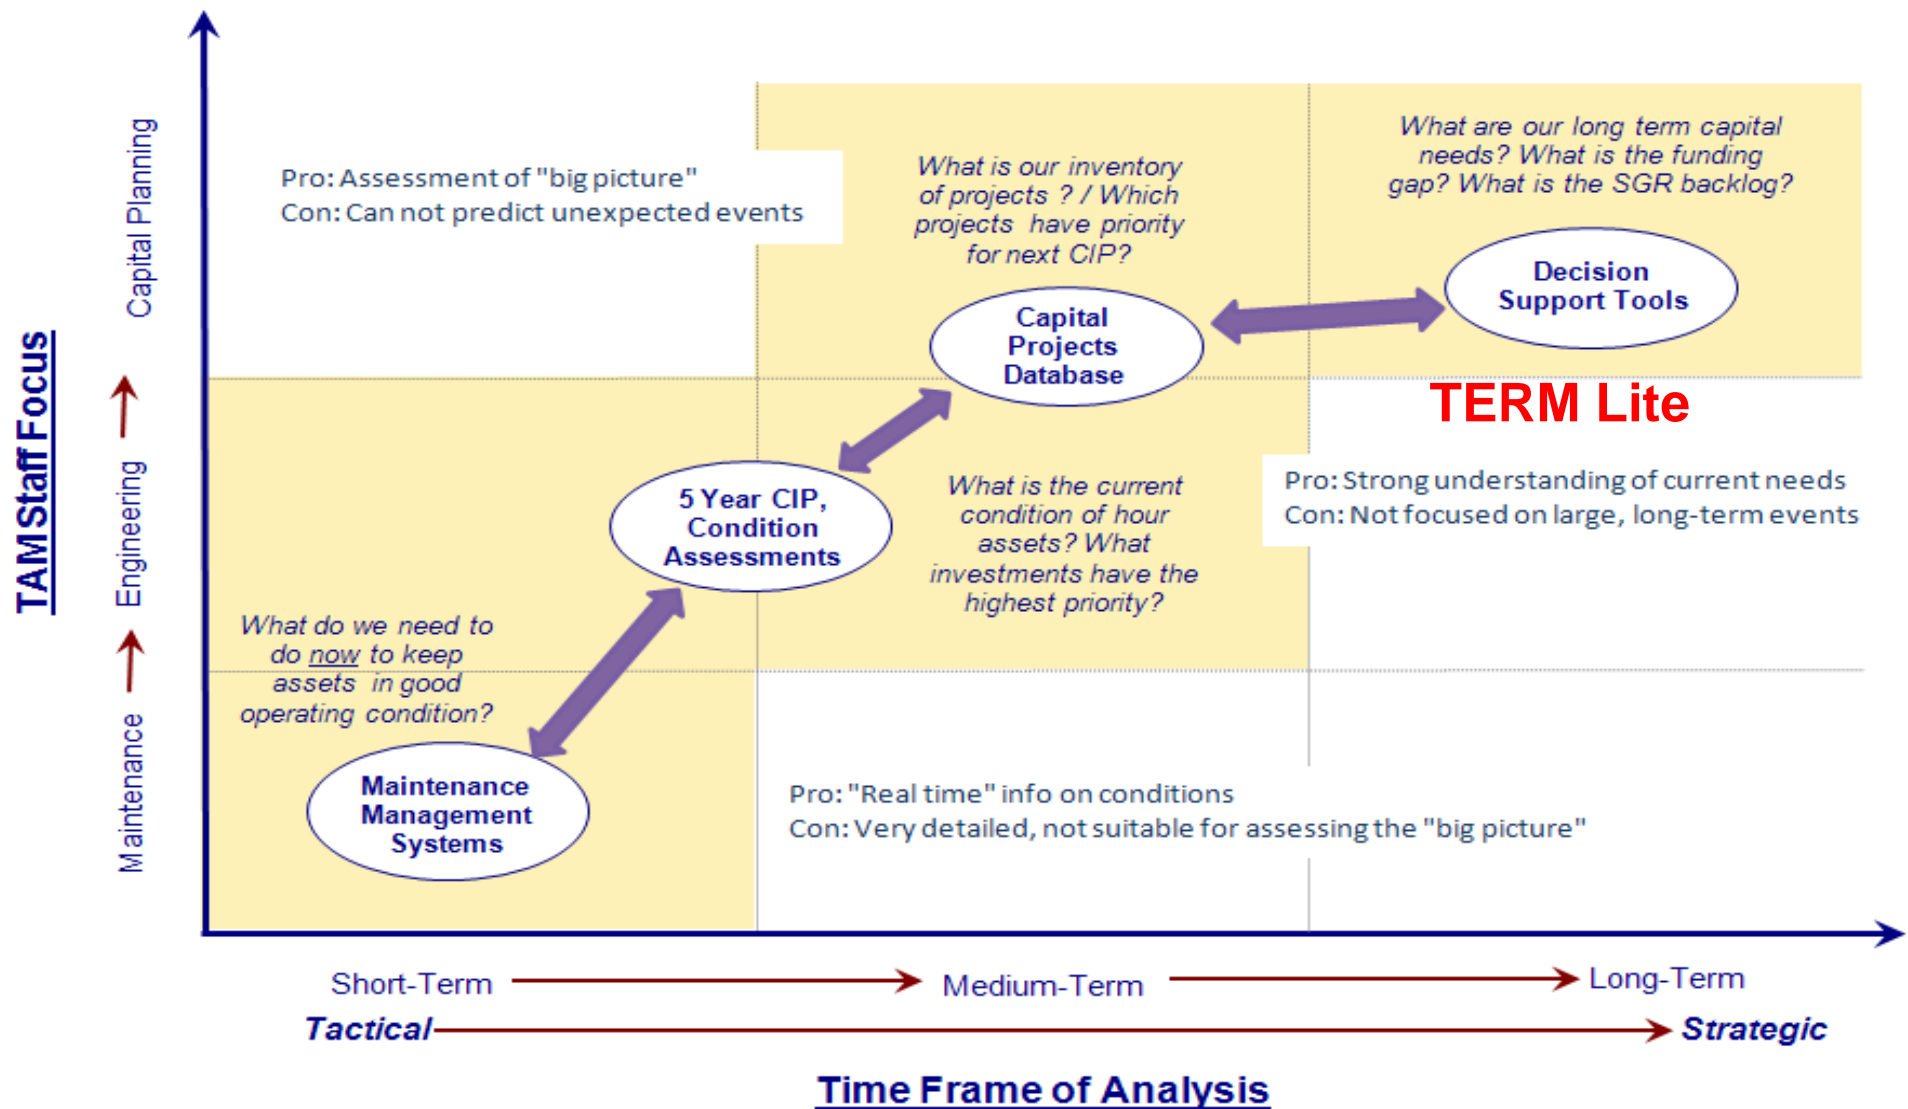 Pro: Assessment of "big picture"
Con: Can not predict unexpected events
What is our inventory
of projects ? / Which
projects have priority
for next CIP?
What are our long term capital
needs? What is the funding
gap? What is the SGR backlog?
Capital
Projects
Database
Decision
Support Tools
TERM Lite
5 Year CIP,
Condition
Assessments
What is the current
condition of hour
assets? What
investments have the
highest priority?
Pro: Strong understanding of current needs
Con: Not focused on large, long-term events
What do we need to
do now to keep
assets in good
operating condition?
Maintenance
Management
Systems
Pro: "Real time" info on conditions
Con: Very detailed, not suitable for assessing the "big picture"
TAM Staff Focus
Capital Planning
Engineering
Maintenance
Short-Term
Medium-Term
Long-Term
Tactical
Strategic
Time Frame of Analysis